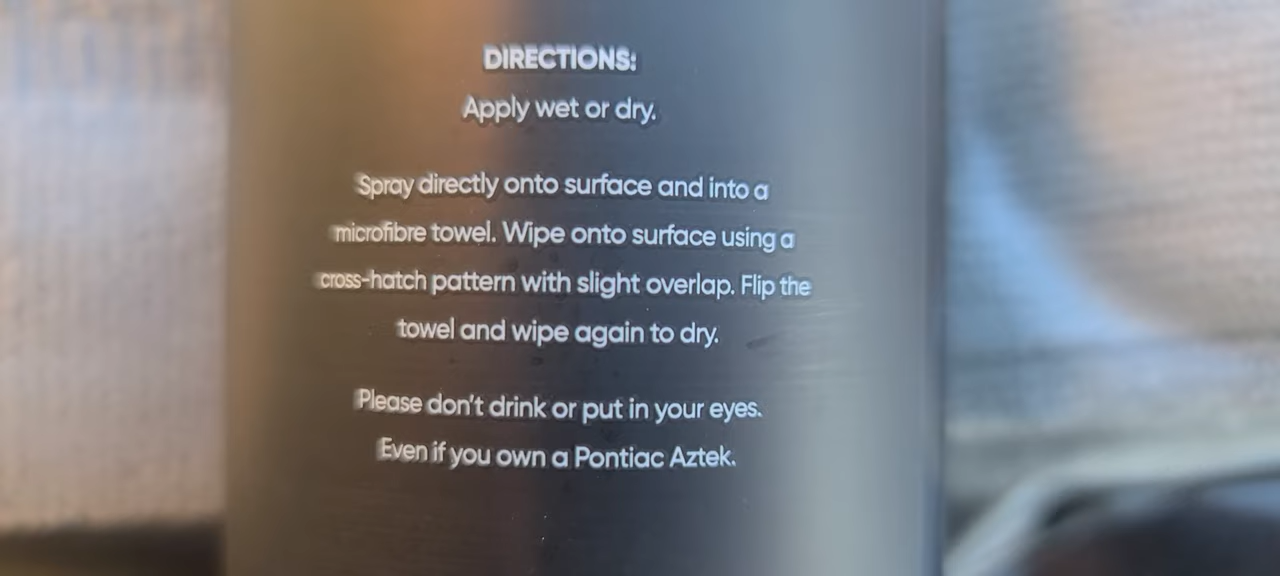 DIRECTIONS:
Apply wet or dry.
Spray directly onto surface and into a
microfibre towel. Wipe onto surface using a
cross-hatch pattern with slight overlap. Flip the
towel and wipe again to dry.
Please don't drink or put in your eyes.
Even if you own a Pontiac Aztek.